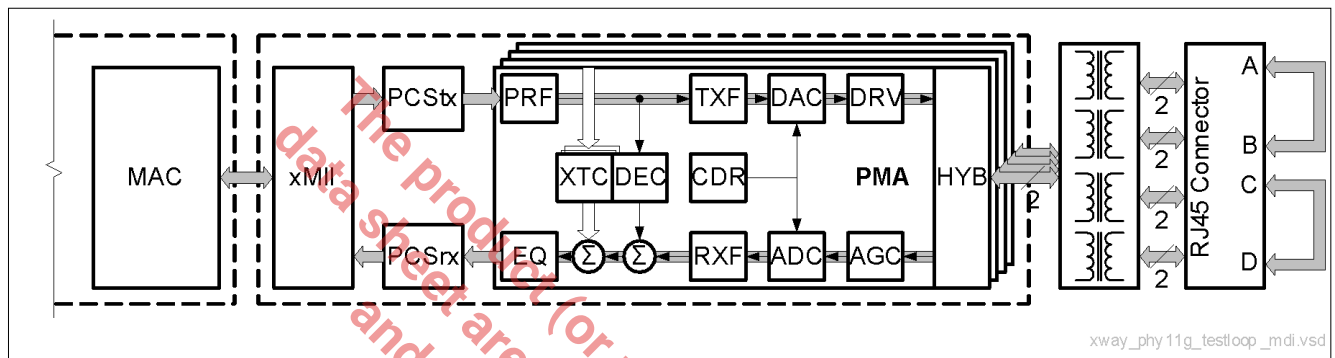 MAC
xMII
PCStx
PCSrx
PRF
TXF
DAC
DRV
XTC
DEC
CDR
PMA
HYB
EQ
Σ
Σ
RXF
ADC
AGC
2
2
2
2
2
RJ45 Connector
A
B
C
D
The product (or
data sheet are
and
xway_phy11g_testloop_mdi.vsd